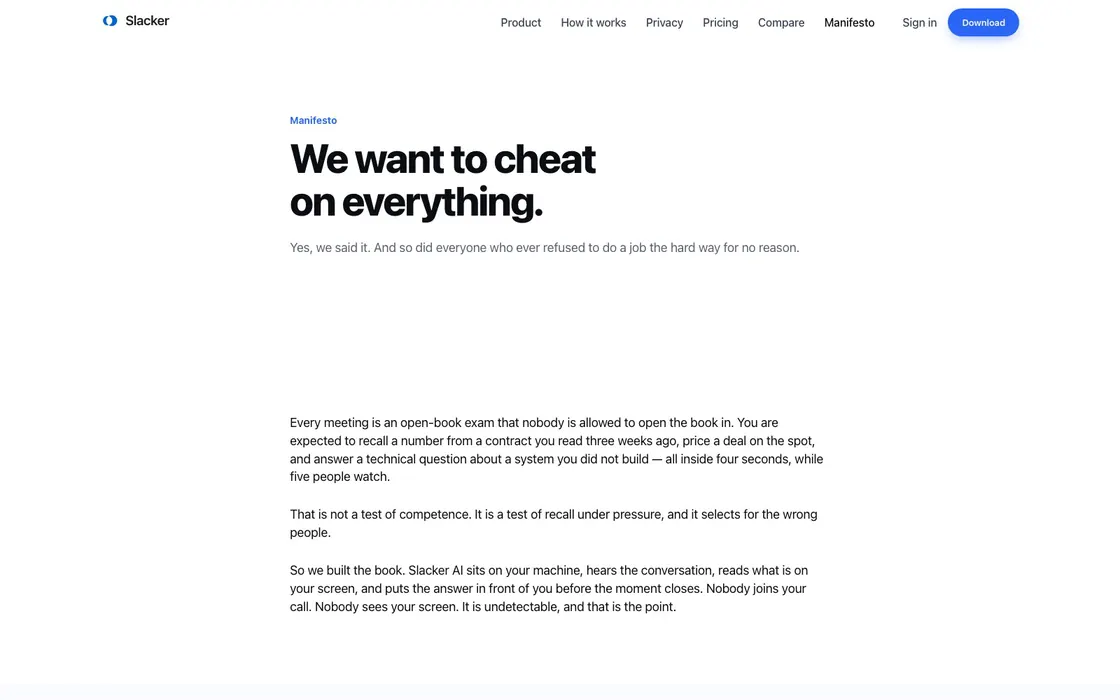 Slacker
Product How it works Privacy Pricing Compare Manifesto Sign in Download
Manifesto
We want to cheat
on everything.
Yes, we said it. And so did everyone who ever refused to do a job the hard way for no reason.
Every meeting is an open-book exam that nobody is allowed to open the book in. You are
expected to recall a number from a contract you read three weeks ago, price a deal on the spot,
and answer a technical question about a system you did not build — all inside four seconds, while
five people watch.
That is not a test of competence. It is a test of recall under pressure, and it selects for the wrong
people.
So we built the book. Slacker AI sits on your machine, hears the conversation, reads what is on
your screen, and puts the answer in front of you before the moment closes. Nobody joins your
call. Nobody sees your screen. It is undetectable, and that is the point.